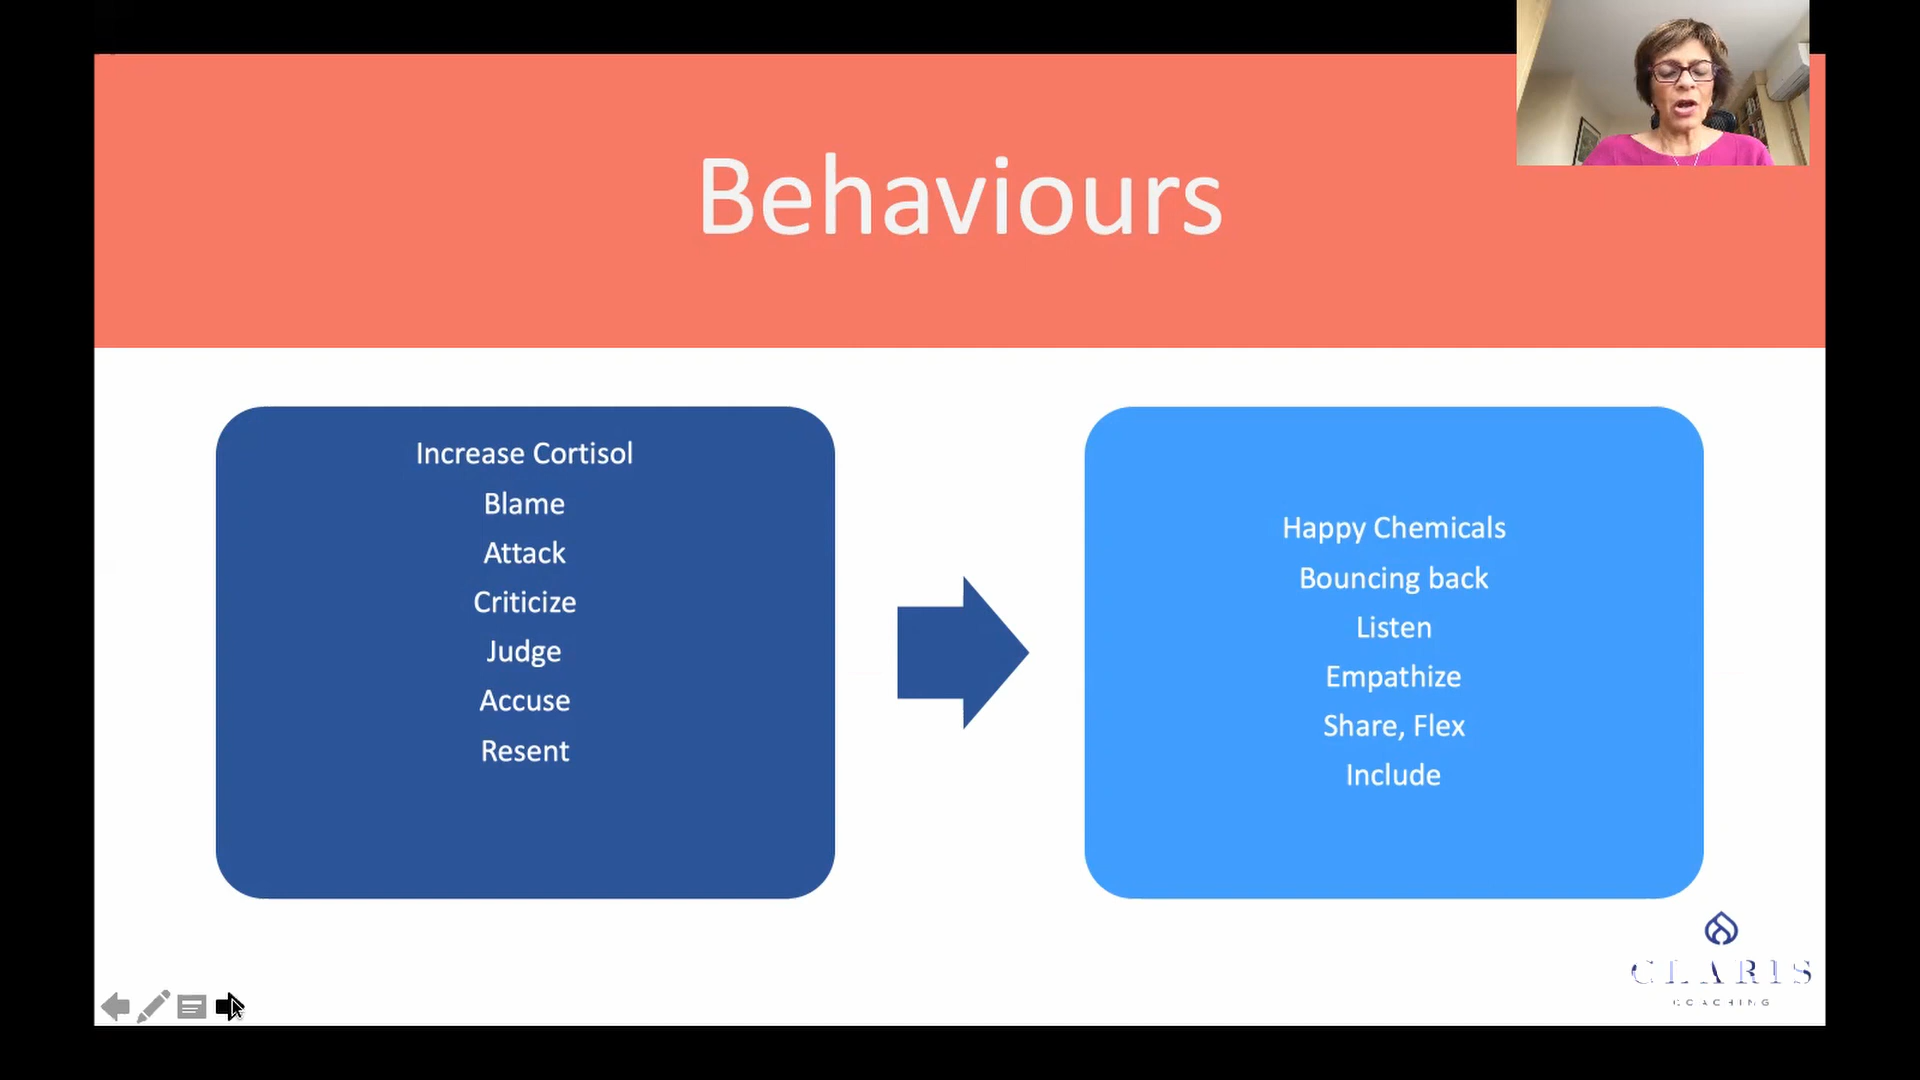 Behaviours
Increase Cortisol
Blame
Attack
Criticize
Judge
Accuse
Resent
Happy Chemicals
Bouncing back
Listen
Empathize
Share, Flex
Include
CLARIS
COACHING